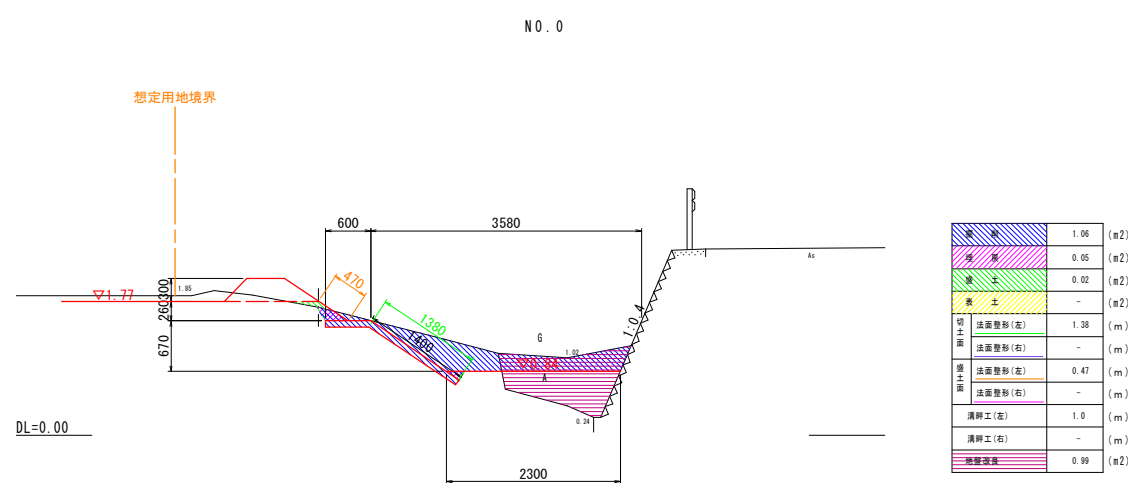 NO.0
想定用地境界
600
3580
470
1380
1400
300
260
670
▽1.77
1.85
G
1.02
▽0.84
A
1:0.4
As
0.24
DL=0.00
2300
掘 削 1.06 (m2)
埋 戻 0.05 (m2)
盛 土 0.02 (m2)
表 土 - (m2)
切土面 法面整形(左) 1.38 (m)
法面整形(右) - (m)
盛土面 法面整形(左) 0.47 (m)
法面整形(右) - (m)
溝畔工(左) 1.0 (m)
溝畔工(右) - (m)
地盤改良 0.99 (m2)